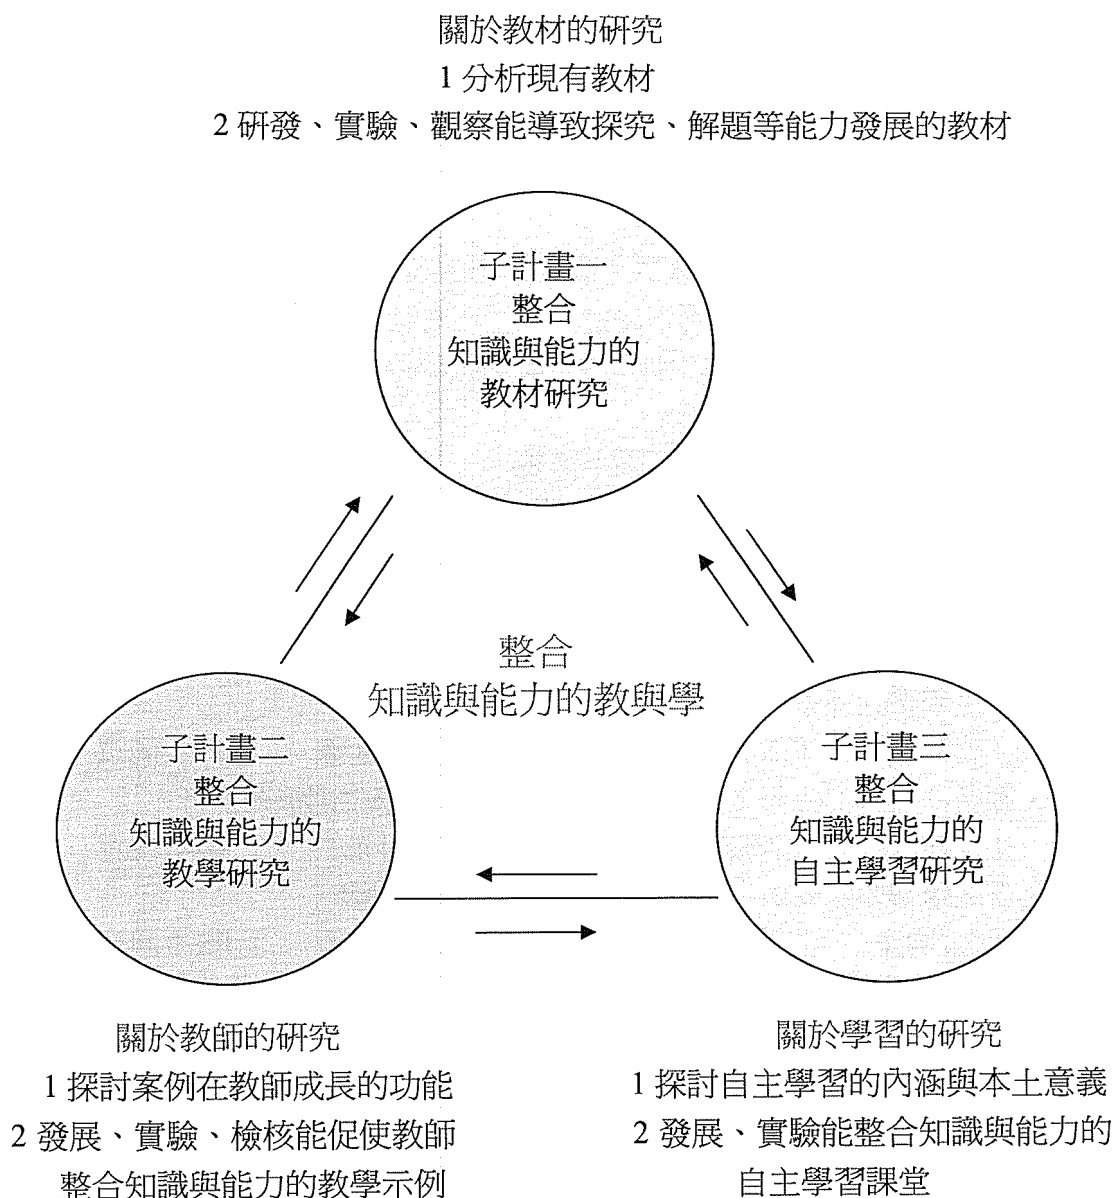 關於教材的研究
1 分析現有教材
2 研發、實驗、觀察能導致探究、解題等能力發展的教材
子計畫一
整合
知識與能力的
教材研究
整合
知識與能力的教與學
子計畫二
整合
知識與能力的
教學研究
子計畫三
整合
知識與能力的
自主學習研究
關於教師的研究
1 探討案例在教師成長的功能
2 發展、實驗、檢核能促使教師
整合知識與能力的教學示例
關於學習的研究
1 探討自主學習的內涵與本土意義
2 發展、實驗能整合知識與能力的
自主學習課堂